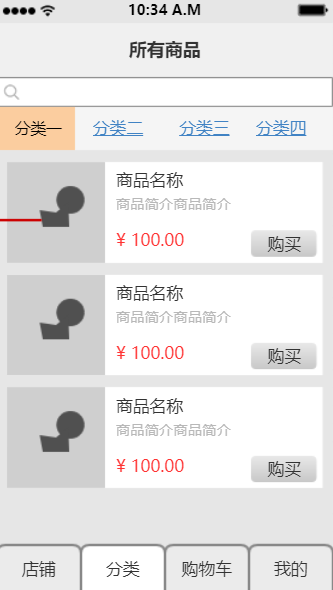 10:34 A.M
所有商品
分类一 分类二 分类三 分类四
商品名称
商品简介商品简介
¥ 100.00 购买
商品名称
商品简介商品简介
¥ 100.00 购买
商品名称
商品简介商品简介
¥ 100.00 购买
店铺 分类 购物车 我的